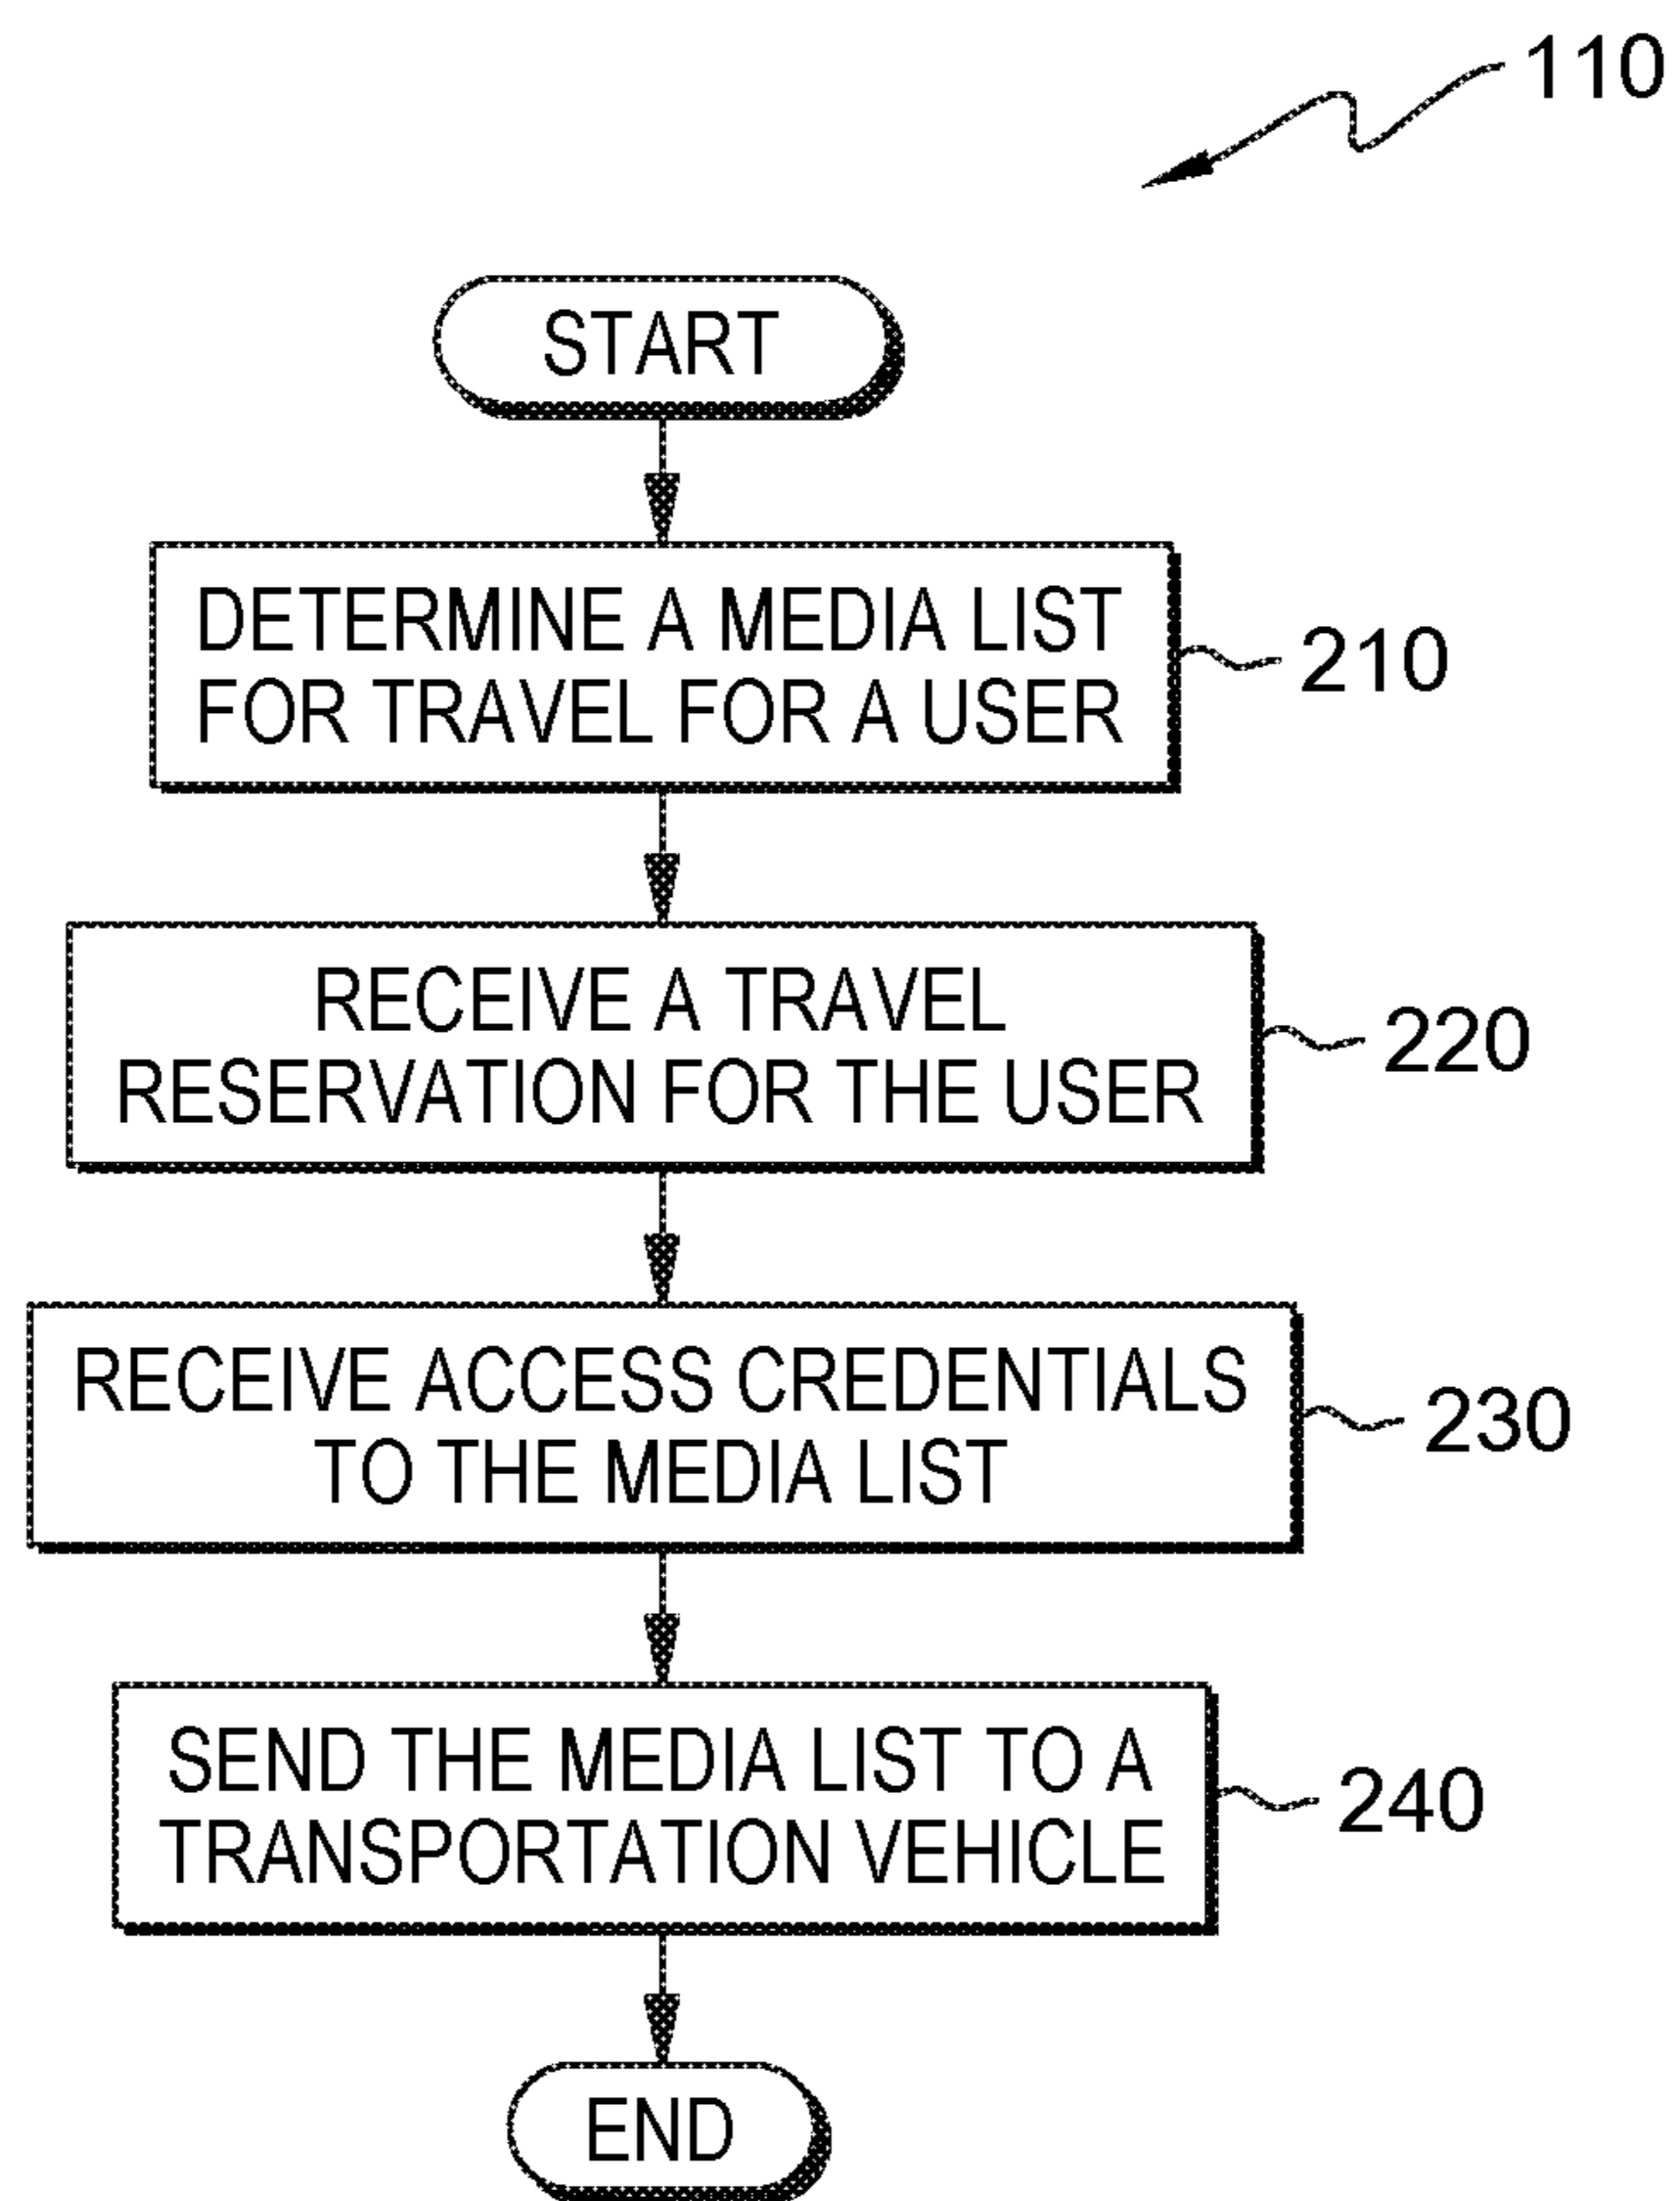 110
START
DETERMINE A MEDIA LIST
FOR TRAVEL FOR A USER
210
RECEIVE A TRAVEL
RESERVATION FOR THE USER
220
RECEIVE ACCESS CREDENTIALS
TO THE MEDIA LIST
230
SEND THE MEDIA LIST TO A
TRANSPORTATION VEHICLE
240
END